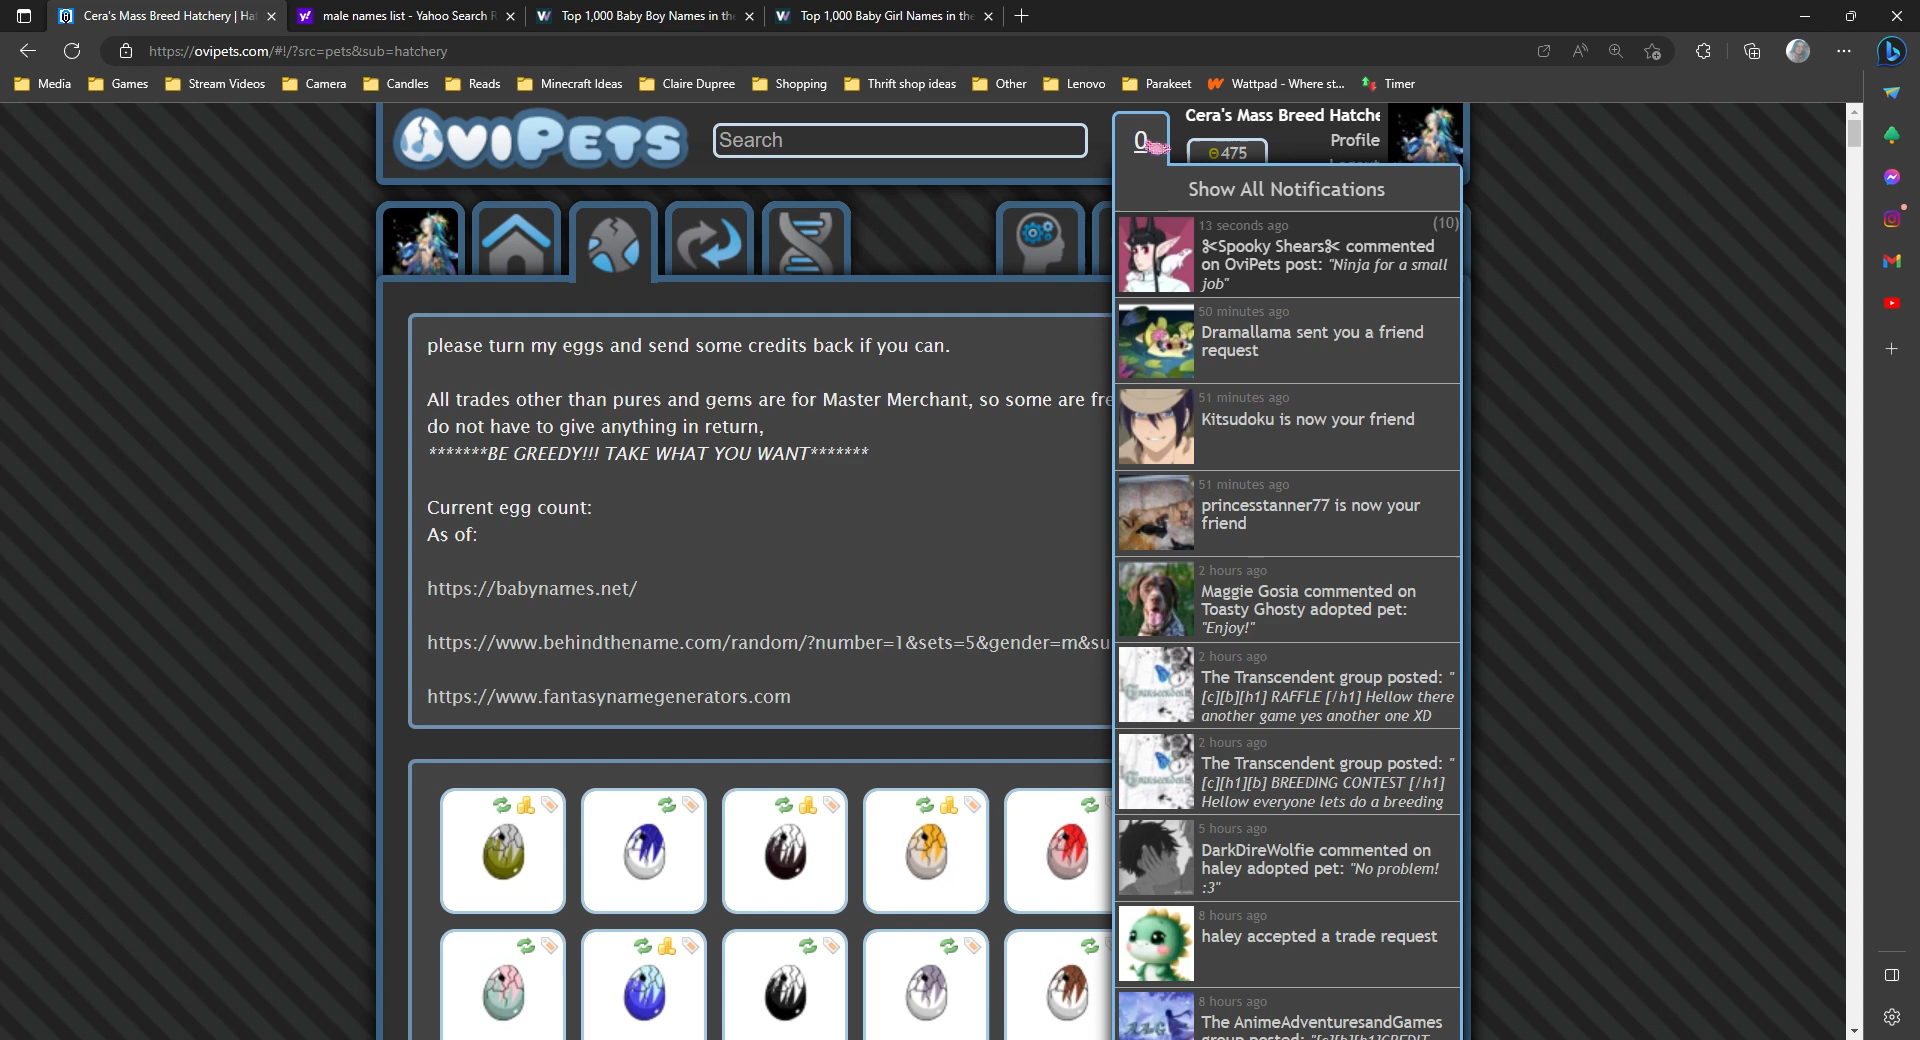 Cera's Mass Breed Hatchery | Ha
male names list - Yahoo Search R
Top 1,000 Baby Boy Names in the
Top 1,000 Baby Girl Names in the
https://ovipets.com/#!/?src=pets&sub=hatchery
Media
Games
Stream Videos
Camera
Candles
Reads
Minecraft Ideas
Claire Dupree
Shopping
Thrift shop ideas
Other
Lenovo
Parakeet
Wattpad - Where st...
Timer
OVIPETS
Search
0
Cera's Mass Breed Hatche
Profile
475
Show All Notifications
please turn my eggs and send some credits back if you can.
All trades other than pures and gems are for Master Merchant, so some are fre
do not have to give anything in return,
*******BE GREEDY!!! TAKE WHAT YOU WANT*******
Current egg count:
As of:
https://babynames.net/
https://www.behindthename.com/random/?number=1&sets=5&gender=m&su
https://www.fantasynamegenerators.com
13 seconds ago
(10)
✂Spooky Shears✂ commented
on OviPets post: "Ninja for a small
job"
50 minutes ago
Dramallama sent you a friend
request
51 minutes ago
Kitsudoku is now your friend
51 minutes ago
princesstanner77 is now your
friend
2 hours ago
Maggie Gosia commented on
Toasty Ghosty adopted pet:
"Enjoy!"
2 hours ago
The Transcendent group posted: "
[c][b][h1] RAFFLE [/h1] Hellow there
another game yes another one XD
2 hours ago
The Transcendent group posted: "
[c][h1][b] BREEDING CONTEST [/h1]
Hellow everyone lets do a breeding
5 hours ago
DarkDireWolfie commented on
haley adopted pet: "No problem!
:3"
8 hours ago
haley accepted a trade request
8 hours ago
The AnimeAdventuresandGames